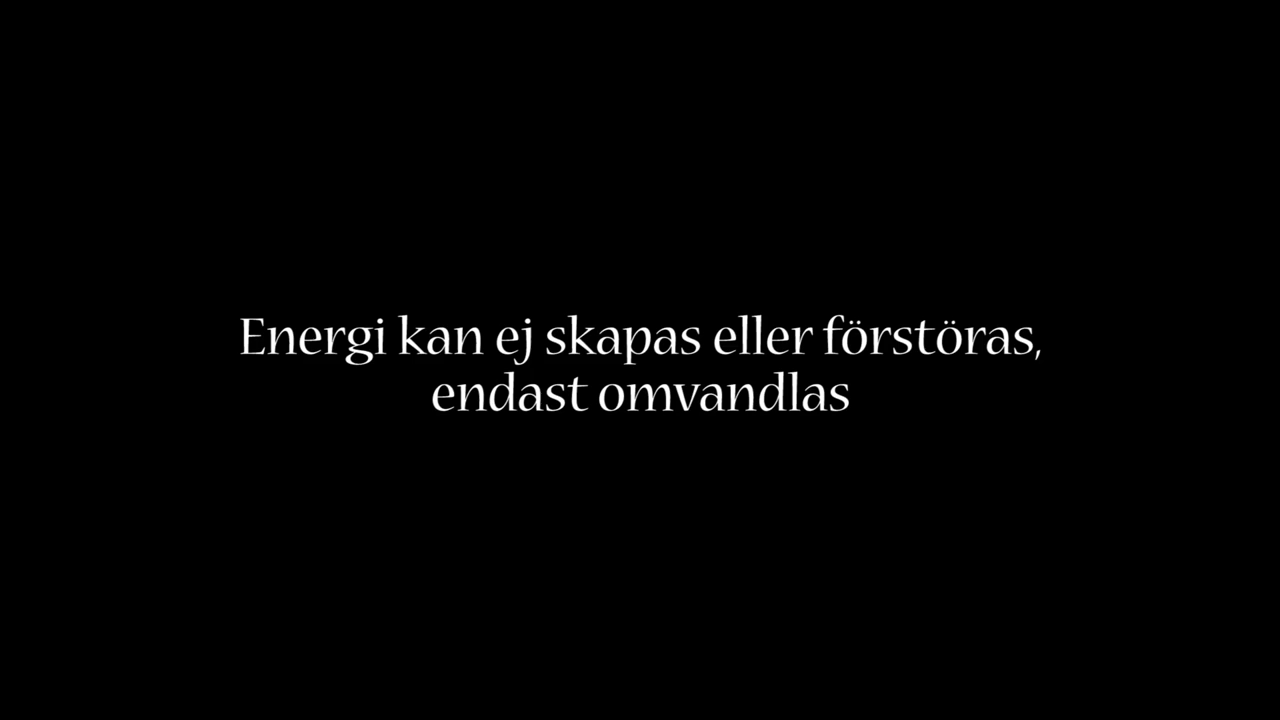 Energi kan ej skapas eller förstöras,
endast omvandlas